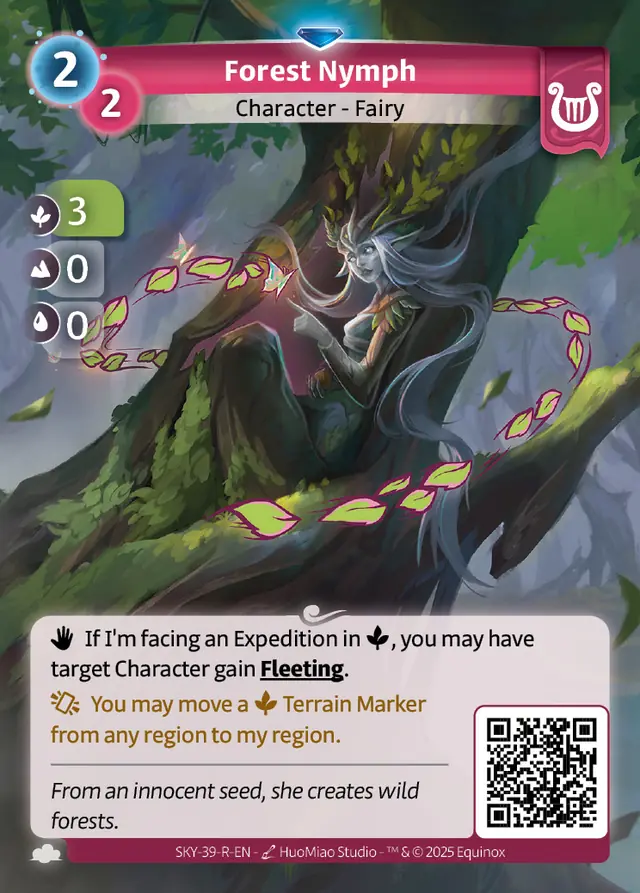 2
2
Forest Nymph
Character - Fairy
3
0
0
If I'm facing an Expedition in , you may have
target Character gain Fleeting.
You may move a Terrain Marker
from any region to my region.
From an innocent seed, she creates wild
forests.
SKY-39-R-EN - HuoMiao Studio - ™ & © 2025 Equinox